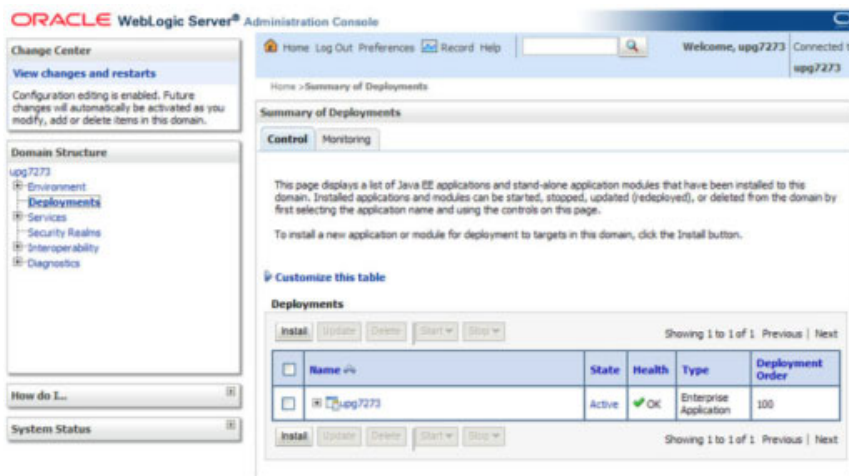 ORACLE WebLogic Server® Administration Console
Change Center
View changes and restarts
Configuration editing is enabled. Future
changes will automatically be activated as you
modify, add or delete items in this domain.
Domain Structure
upg7273
Environment
Deployments
Services
Security Realms
Interoperability
Diagnostics
How do I...
System Status
Home Log Out Preferences Record Help
Welcome, upg7273
Connected t
upg7273
Home >Summary of Deployments
Summary of Deployments
Control Monitoring
This page displays a list of Java EE applications and stand-alone application modules that have been installed to this
domain. Installed applications and modules can be started, stopped, updated (redeployed), or deleted from the domain by
first selecting the application name and using the controls on this page.
To install a new application or module for deployment to targets in this domain, click the Install button.
Customize this table
Deployments
Install Update Delete Start Stop
Showing 1 to 1 of 1 Previous | Next
Name State Health Type Deployment
Order
upg7273 Active OK Enterprise
Application 100
Install Update Delete Start Stop
Showing 1 to 1 of 1 Previous | Next